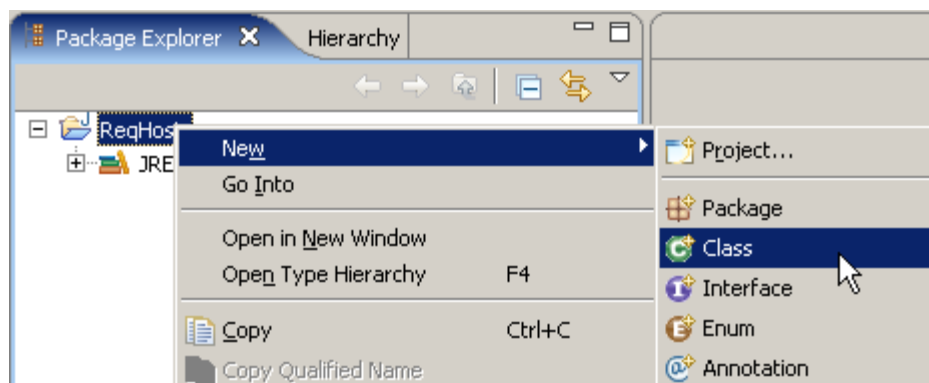 Package Explorer Hierarchy
ReqHos
JRE
New
Go Into
Open in New Window
Open Type Hierarchy F4
Copy Ctrl+C
Copy Qualified Name
Project...
Package
Class
Interface
Enum
Annotation